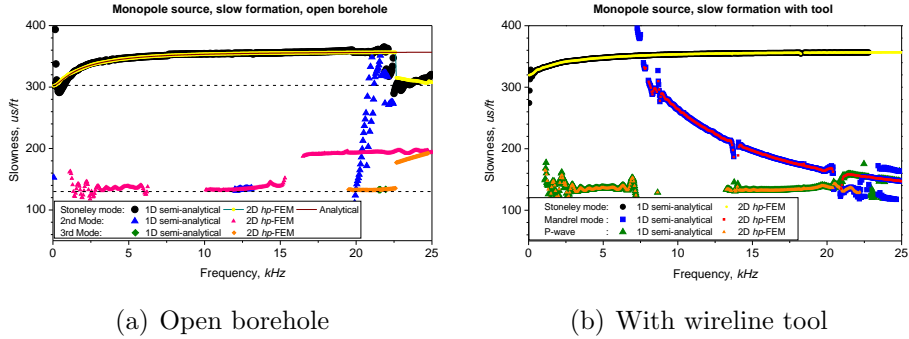 Monopole source, slow formation, open borehole
400
300
200
100
Slowness, us/ft
Stoneley mode: 1D semi-analytical 2D hp-FEM Analytical
2nd Mode: 1D semi-analytical 2D hp-FEM
3rd Mode: 1D semi-analytical 2D hp-FEM
0 5 10 15 20 25
Frequency, kHz
(a) Open borehole
Monopole source, slow formation with tool
400
300
200
100
Slowness, us/ft
Stoneley mode: 1D semi-analytical 2D hp-FEM
Mandrel mode: 1D semi-analytical 2D hp-FEM
P-wave : 1D semi-analytical 2D hp-FEM
0 5 10 15 20 25
Frequency, kHz
(b) With wireline tool